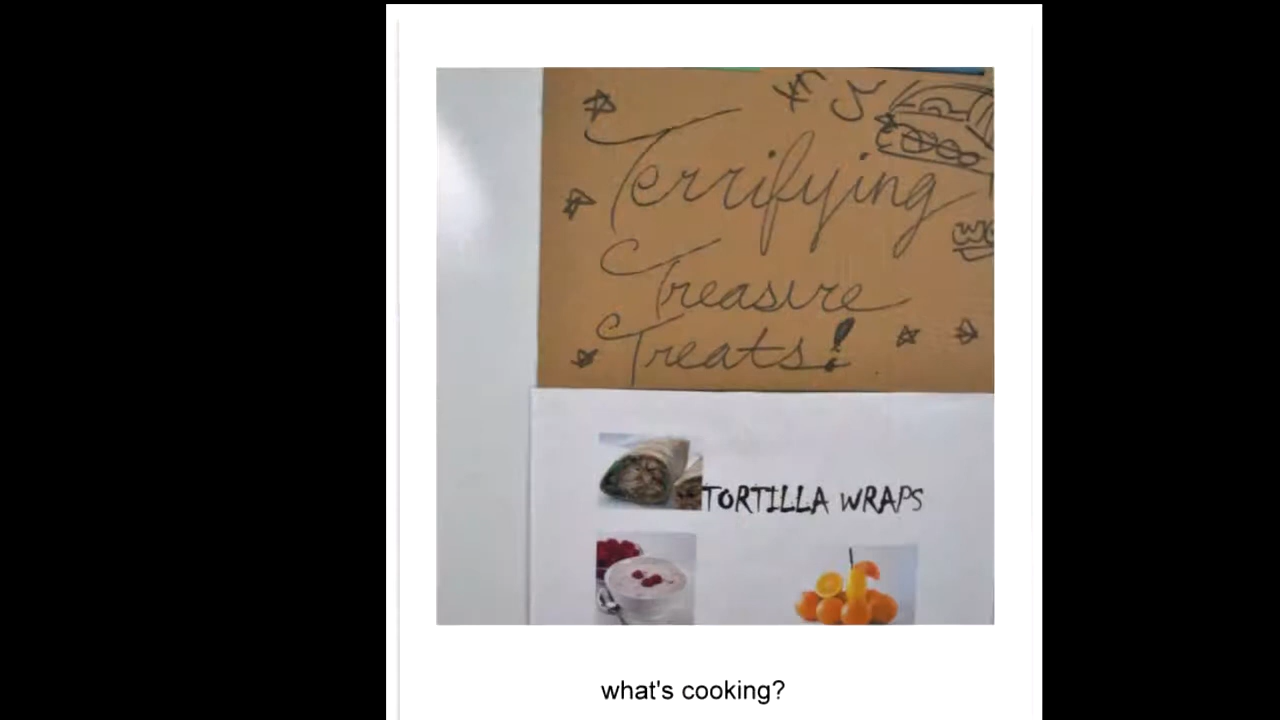 Terrifying
Treasure
Treats!
TORTILLA WRAPS
what's cooking?